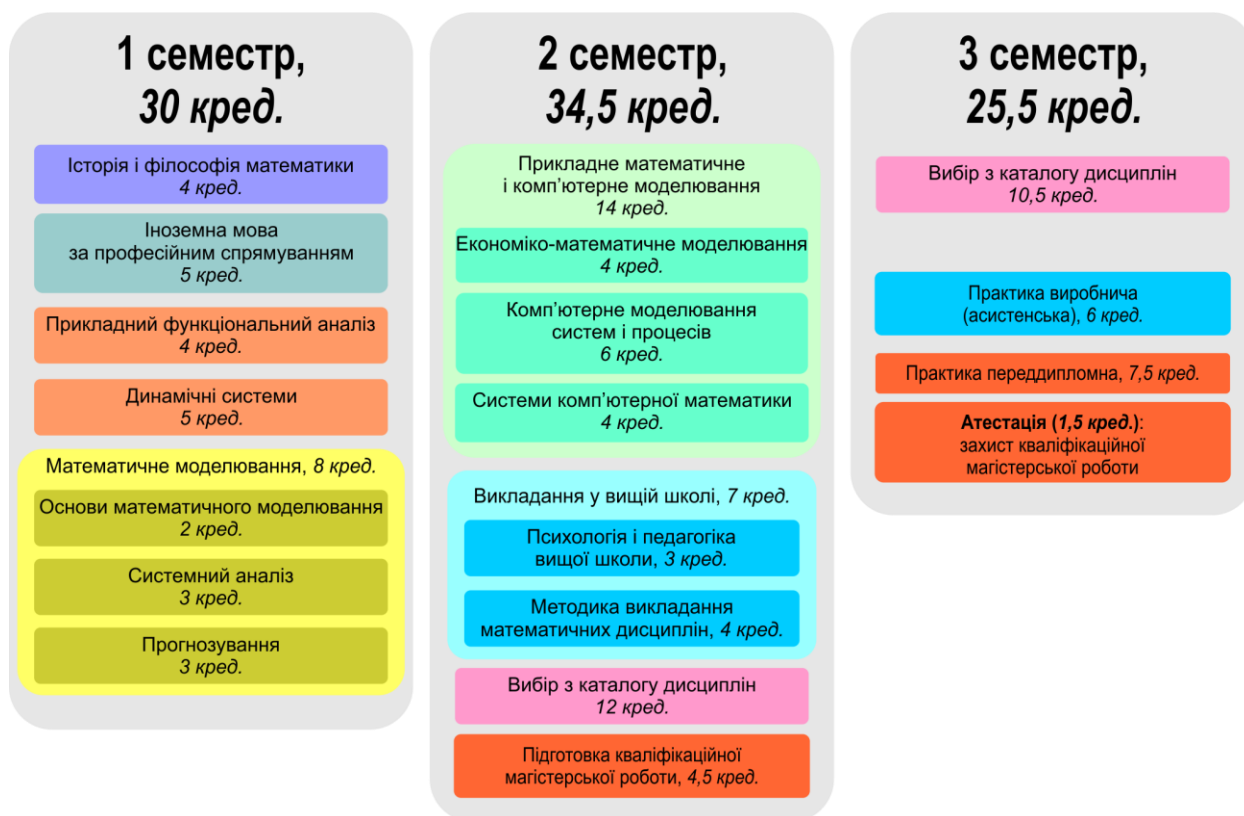 1 семестр,
30 кред.
Історія і філософія математики
4 кред.
Іноземна мова
за професійним спрямуванням
5 кред.
Прикладний функціональний аналіз
4 кред.
Динамічні системи
5 кред.
Математичне моделювання, 8 кред.
Основи математичного моделювання
2 кред.
Системний аналіз
3 кред.
Прогнозування
3 кред.
2 семестр,
34,5 кред.
Прикладне математичне
і комп’ютерне моделювання
14 кред.
Економіко-математичне моделювання
4 кред.
Комп’ютерне моделювання
систем і процесів
6 кред.
Системи комп’ютерної математики
4 кред.
Викладання у вищій школі, 7 кред.
Психологія і педагогіка
вищої школи, 3 кред.
Методика викладання
математичних дисциплін, 4 кред.
Вибір з каталогу дисциплін
12 кред.
Підготовка кваліфікаційної
магістерської роботи, 4,5 кред.
3 семестр,
25,5 кред.
Вибір з каталогу дисциплін
10,5 кред.
Практика виробнича
(асистенська), 6 кред.
Практика переддипломна, 7,5 кред.
Атестація (1,5 кред.):
захист кваліфікаційної
магістерської роботи